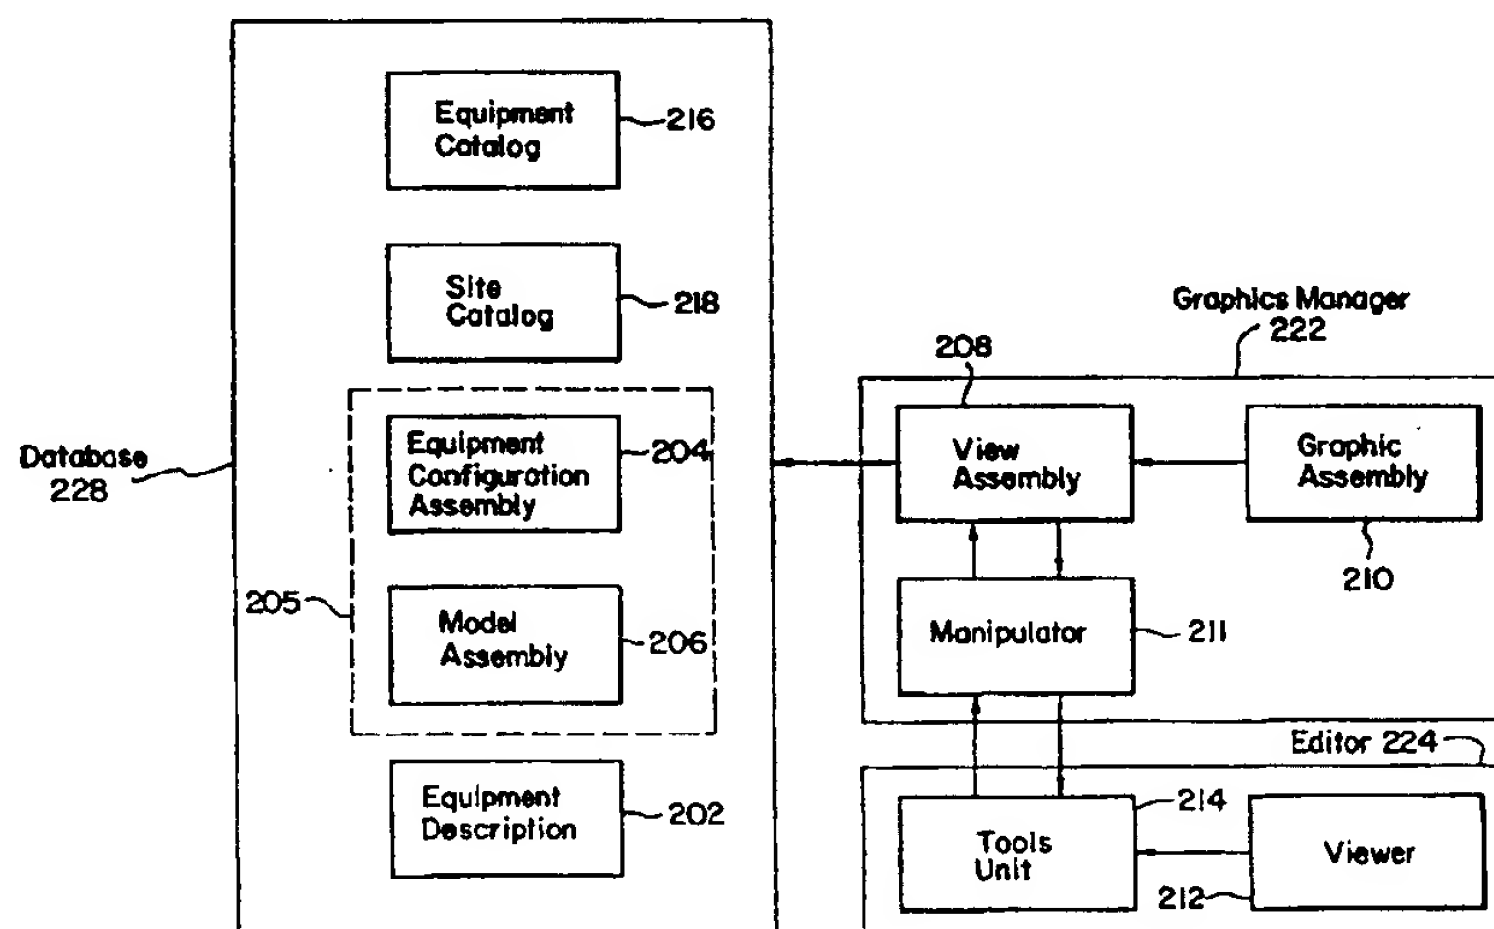 Equipment
Catalog
216
Site
Catalog
218
Database
228
Equipment
Configuration
Assembly
204
205
Model
Assembly
206
Equipment
Description
202
Graphics Manager
222
208
View
Assembly
Graphic
Assembly
210
Manipulator
211
Editor 224
214
Tools
Unit
Viewer
212